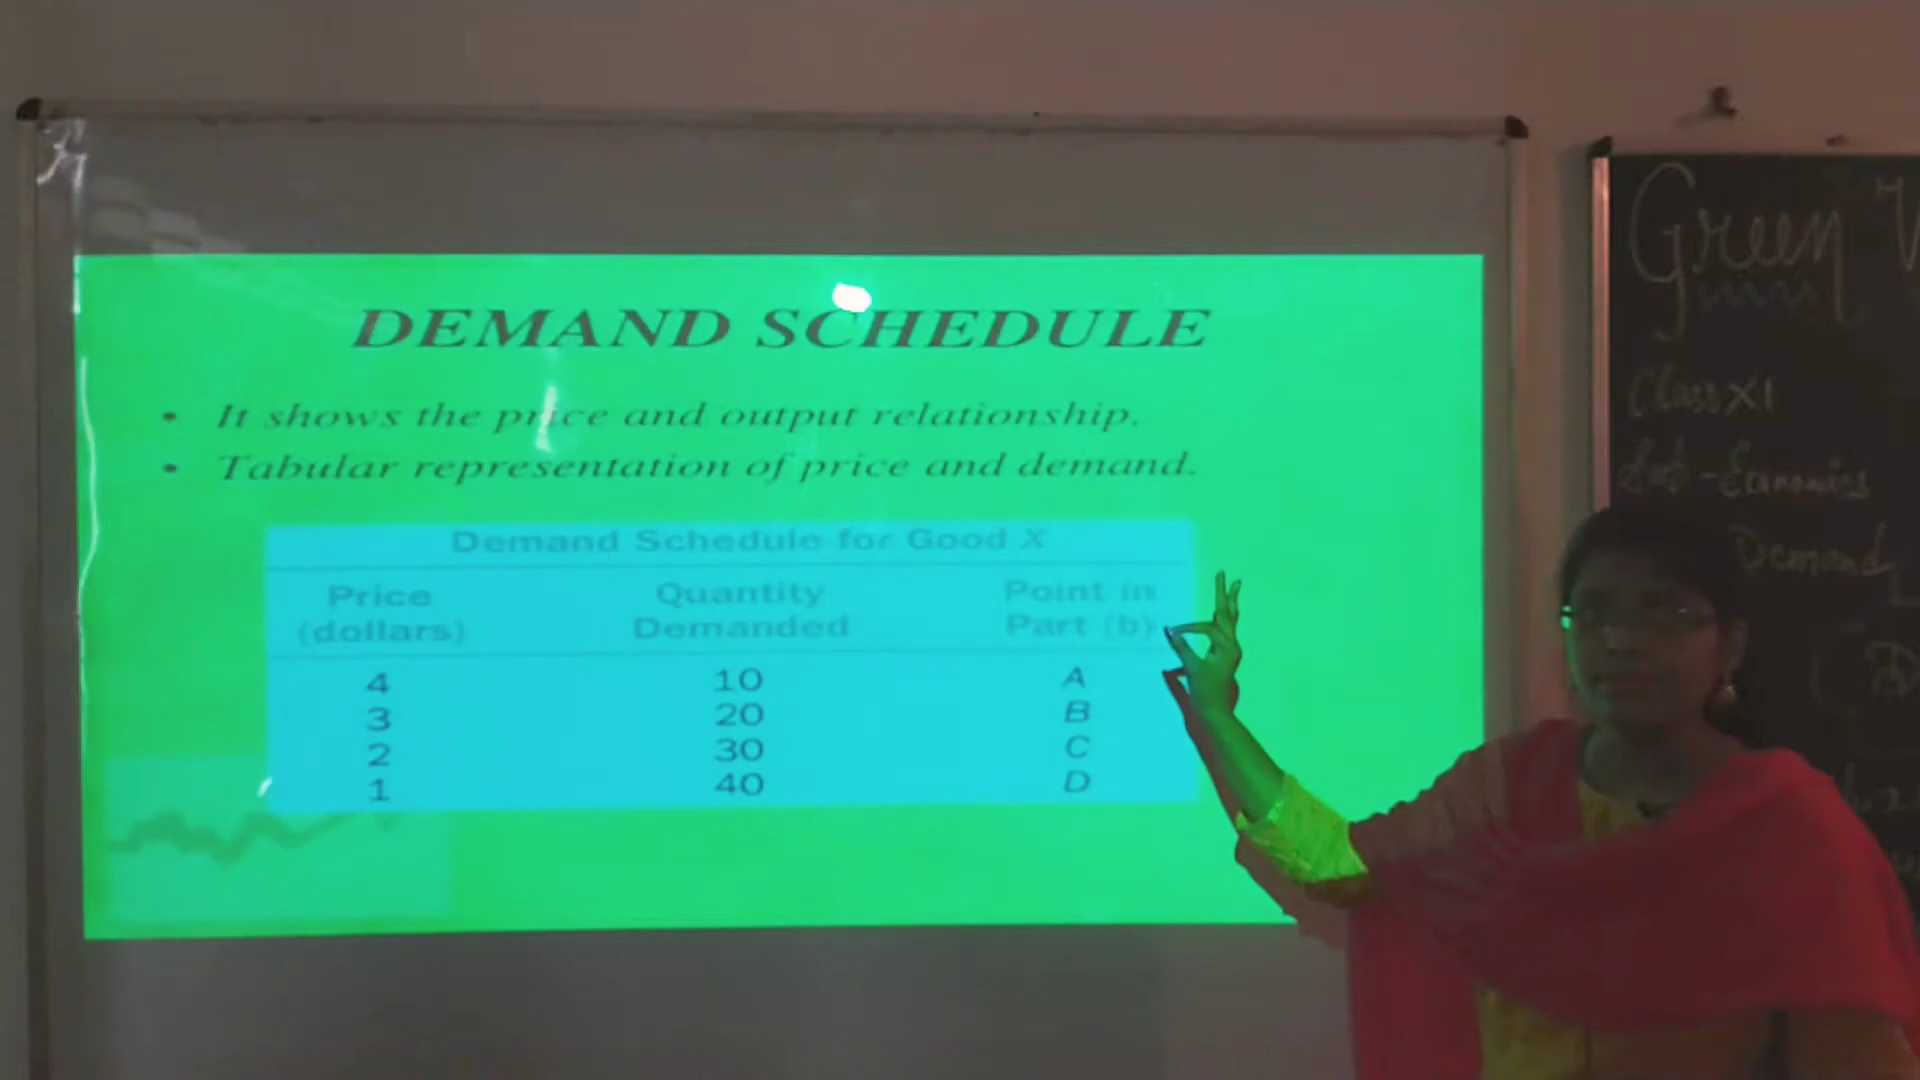 DEMAND SCHEDULE
• It shows the price and output relationship.
• Tabular representation of price and demand.
Demand Schedule for Good X
Price (dollars) Quantity Demanded Point in Part (b)
4 10 A
3 20 B
2 30 C
1 40 D
Green
Class XI
Sub - Economics
Demand